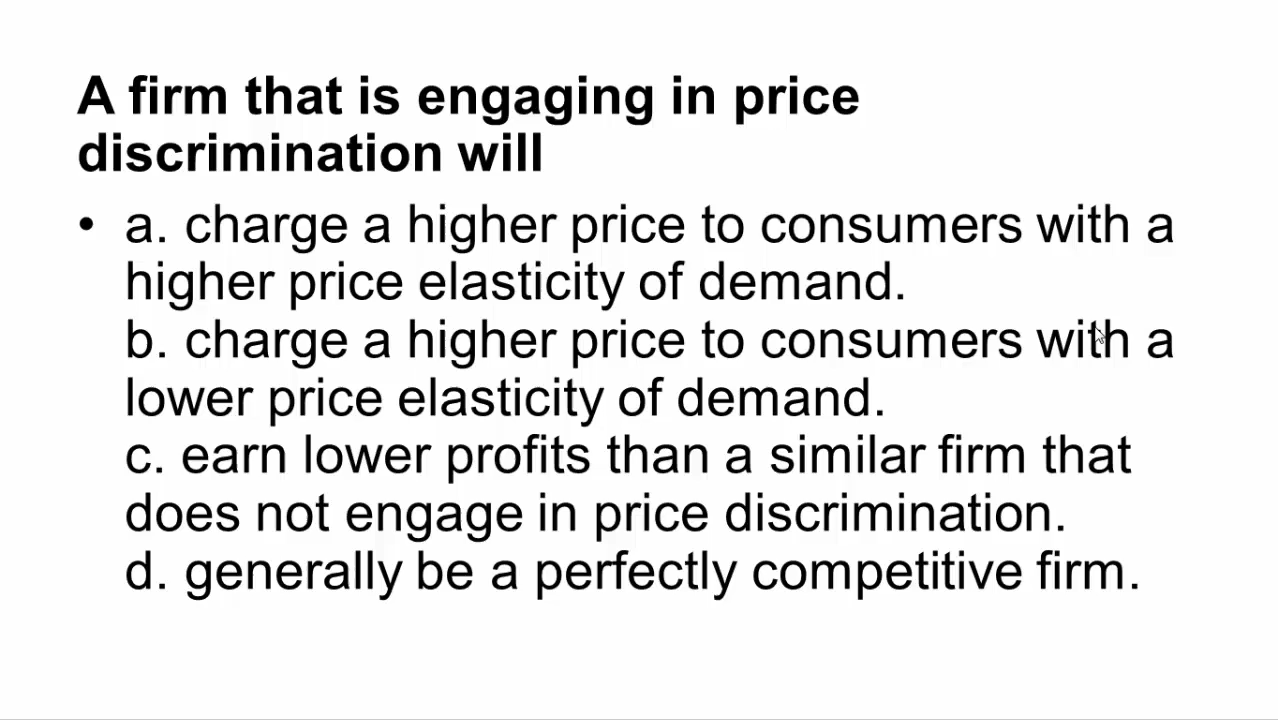 A firm that is engaging in price
discrimination will
• a. charge a higher price to consumers with a
higher price elasticity of demand.
b. charge a higher price to consumers with a
lower price elasticity of demand.
c. earn lower profits than a similar firm that
does not engage in price discrimination.
d. generally be a perfectly competitive firm.